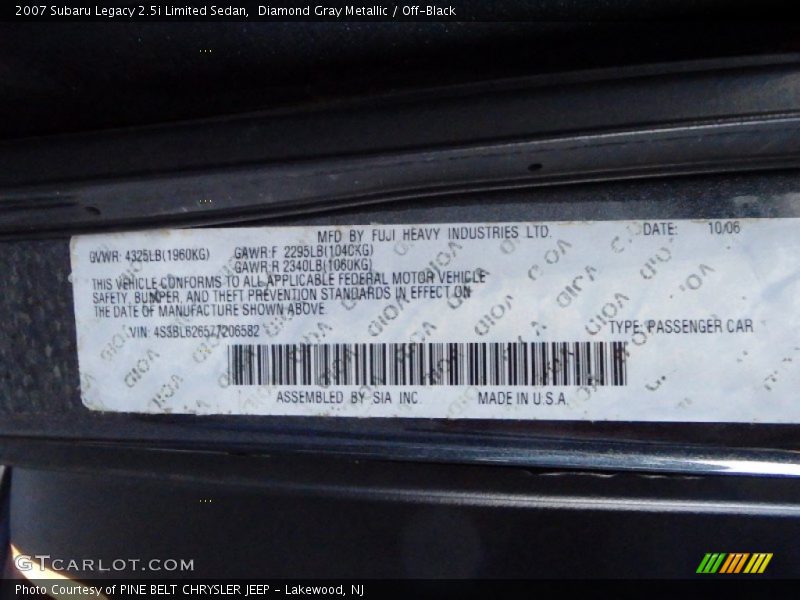 2007 Subaru Legacy 2.5i Limited Sedan,  Diamond Gray Metallic / Off-Black
MFD BY FUJI HEAVY INDUSTRIES LTD. DATE: 10/06
GVWR: 4325LB(1960KG) GAWR:F 2295LB(1040KG)
GAWR:R 2340LB(1060KG)
THIS VEHICLE CONFORMS TO ALL APPLICABLE FEDERAL MOTOR VEHICLE
SAFETY, BUMPER, AND THEFT PREVENTION STANDARDS IN EFFECT ON
THE DATE OF MANUFACTURE SHOWN ABOVE
VIN: 4S3BL626577206582 TYPE: PASSENGER CAR
ASSEMBLED BY SIA INC. MADE IN U.S.A.
GTCARLOT.COM
Photo Courtesy of PINE BELT CHRYSLER JEEP - Lakewood, NJ